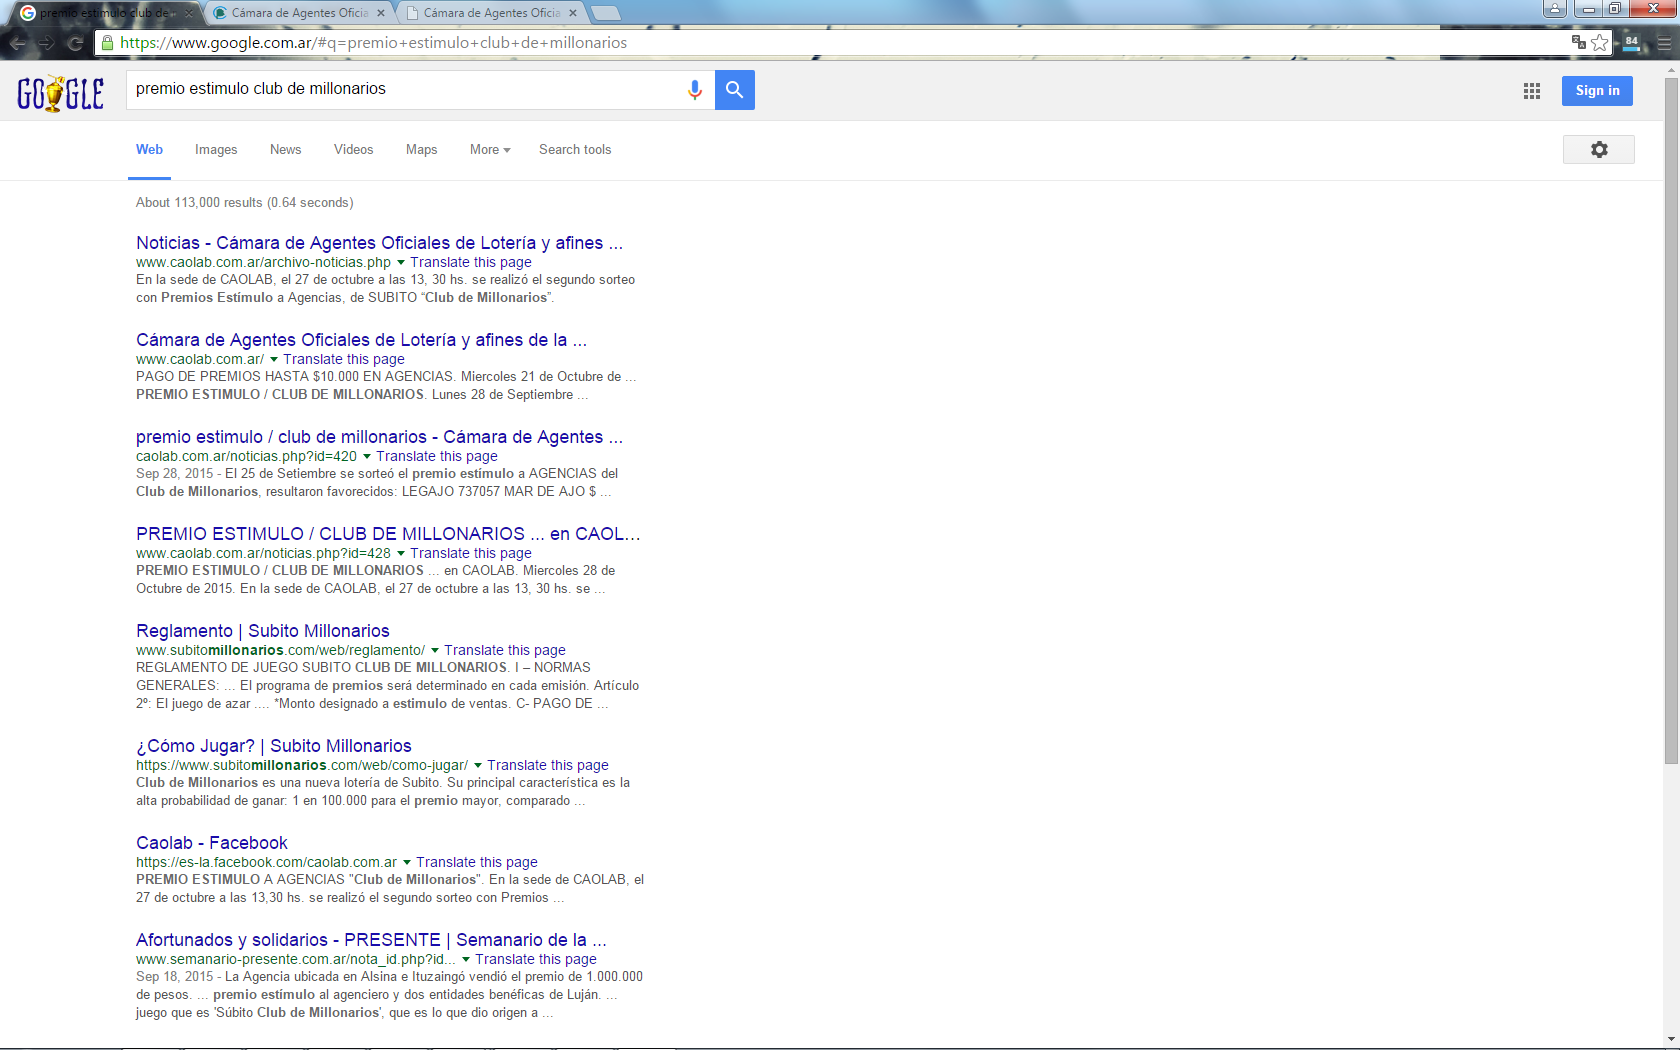 premio estimulo club de
Cámara de Agentes Oficia
Cámara de Agentes Oficia
https://www.google.com.ar/#q=premio+estimulo+club+de+millonarios
84
GOOGLE
premio estimulo club de millonarios
Sign in
Web
Images
News
Videos
Maps
More
Search tools
About 113,000 results (0.64 seconds)
Noticias - Cámara de Agentes Oficiales de Lotería y afines ...
www.caolab.com.ar/archivo-noticias.php Translate this page
En la sede de CAOLAB, el 27 de octubre a las 13, 30 hs. se realizó el segundo sorteo
con Premios Estímulo a Agencias, de SUBITO “Club de Millonarios”.
Cámara de Agentes Oficiales de Lotería y afines de la ...
www.caolab.com.ar/ Translate this page
PAGO DE PREMIOS HASTA $10.000 EN AGENCIAS. Miercoles 21 de Octubre de ...
PREMIO ESTIMULO / CLUB DE MILLONARIOS. Lunes 28 de Septiembre ...
premio estimulo / club de millonarios - Cámara de Agentes ...
caolab.com.ar/noticias.php?id=420 Translate this page
Sep 28, 2015 - El 25 de Setiembre se sorteó el premio estímulo a AGENCIAS del
Club de Millonarios, resultaron favorecidos: LEGAJO 737057 MAR DE AJO $ ...
PREMIO ESTIMULO / CLUB DE MILLONARIOS ... en CAOL...
www.caolab.com.ar/noticias.php?id=428 Translate this page
PREMIO ESTIMULO / CLUB DE MILLONARIOS ... en CAOLAB. Miercoles 28 de
Octubre de 2015. En la sede de CAOLAB, el 27 de octubre a las 13, 30 hs. se ...
Reglamento | Subito Millonarios
www.subitomillonarios.com/web/reglamento/ Translate this page
REGLAMENTO DE JUEGO SUBITO CLUB DE MILLONARIOS. I – NORMAS
GENERALES: ... El programa de premios será determinado en cada emisión. Artículo
2º: El juego de azar .... *Monto designado a estimulo de ventas. C- PAGO DE ...
¿Cómo Jugar? | Subito Millonarios
https://www.subitomillonarios.com/web/como-jugar/ Translate this page
Club de Millonarios es una nueva lotería de Subito. Su principal característica es la
alta probabilidad de ganar: 1 en 100.000 para el premio mayor, comparado ...
Caolab - Facebook
https://es-la.facebook.com/caolab.com.ar Translate this page
PREMIO ESTIMULO A AGENCIAS "Club de Millonarios". En la sede de CAOLAB, el
27 de octubre a las 13,30 hs. se realizó el segundo sorteo con Premios ...
Afortunados y solidarios - PRESENTE | Semanario de la ...
www.semanario-presente.com.ar/nota_id.php?id... Translate this page
Sep 18, 2015 - La Agencia ubicada en Alsina e Ituzaingó vendió el premio de 1.000.000
de pesos. ... premio estímulo al agenciero y dos entidades benéficas de Luján. ...
juego que es 'Súbito Club de Millonarios', que es lo que dio origen a ...